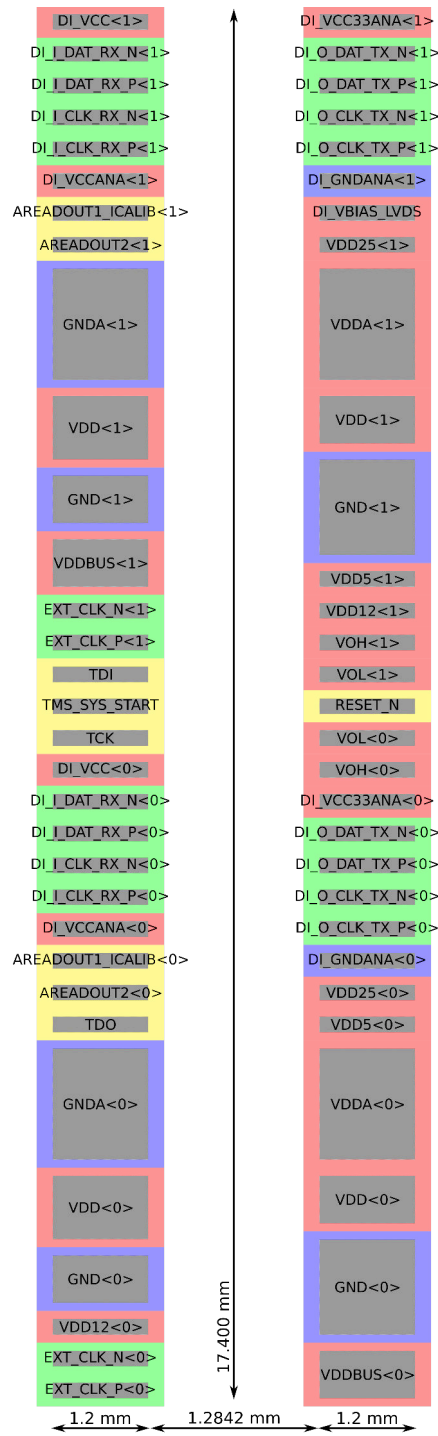 DI_VCC<1>
DI_I_DAT_RX_N<1>
DI_I_DAT_RX_P<1>
DI_I_CLK_RX_N<1>
DI_I_CLK_RX_P<1>
DI_VCCANA<1>
AREADOUT1_ICALIB<1>
AREADOUT2<1>
GNDA<1>
VDD<1>
GND<1>
VDDBUS<1>
EXT_CLK_N<1>
EXT_CLK_P<1>
TDI
TMS_SYS_START
TCK
DI_VCC<0>
DI_I_DAT_RX_N<0>
DI_I_DAT_RX_P<0>
DI_I_CLK_RX_N<0>
DI_I_CLK_RX_P<0>
DI_VCCANA<0>
AREADOUT1_ICALIB<0>
AREADOUT2<0>
TDO
GNDA<0>
VDD<0>
GND<0>
VDD12<0>
EXT_CLK_N<0>
EXT_CLK_P<0>
1.2 mm
17.400 mm
1.2842 mm
DI_VCC33ANA<1>
DI_O_DAT_TX_N<1>
DI_O_DAT_TX_P<1>
DI_O_CLK_TX_N<1>
DI_O_CLK_TX_P<1>
DI_GNDANA<1>
DI_VBIAS_LVDS
VDD25<1>
VDDA<1>
VDD<1>
GND<1>
VDD5<1>
VDD12<1>
VOH<1>
VOL<1>
RESET_N
VOL<0>
VOH<0>
DI_VCC33ANA<0>
DI_O_DAT_TX_N<0>
DI_O_DAT_TX_P<0>
DI_O_CLK_TX_N<0>
DI_O_CLK_TX_P<0>
DI_GNDANA<0>
VDD25<0>
VDD5<0>
VDDA<0>
VDD<0>
GND<0>
VDDBUS<0>
1.2 mm